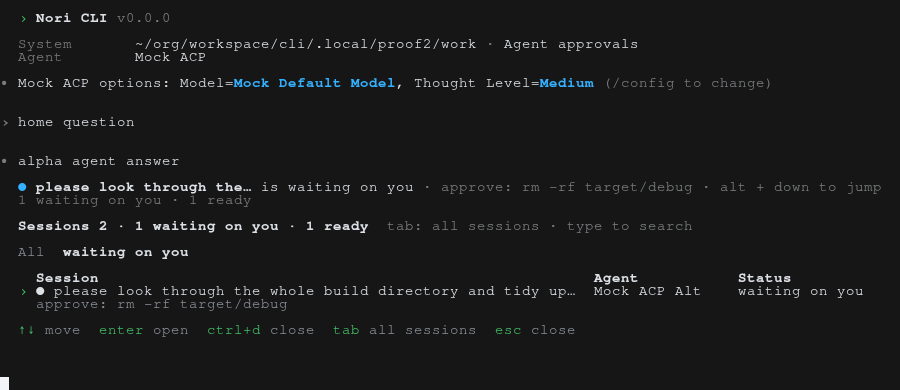 › Nori CLI v0.0.0
System ~/org/workspace/cli/.local/proof2/work · Agent approvals
Agent Mock ACP
• Mock ACP options: Model=Mock Default Model, Thought Level=Medium (/config to change)
› home question
• alpha agent answer
● please look through the… is waiting on you · approve: rm -rf target/debug · alt + down to jump
1 waiting on you · 1 ready
Sessions 2 · 1 waiting on you · 1 ready tab: all sessions · type to search
All waiting on you
Session Agent Status
› ● please look through the whole build directory and tidy up… Mock ACP Alt waiting on you
approve: rm -rf target/debug
↑↓ move enter open ctrl+d close tab all sessions esc close